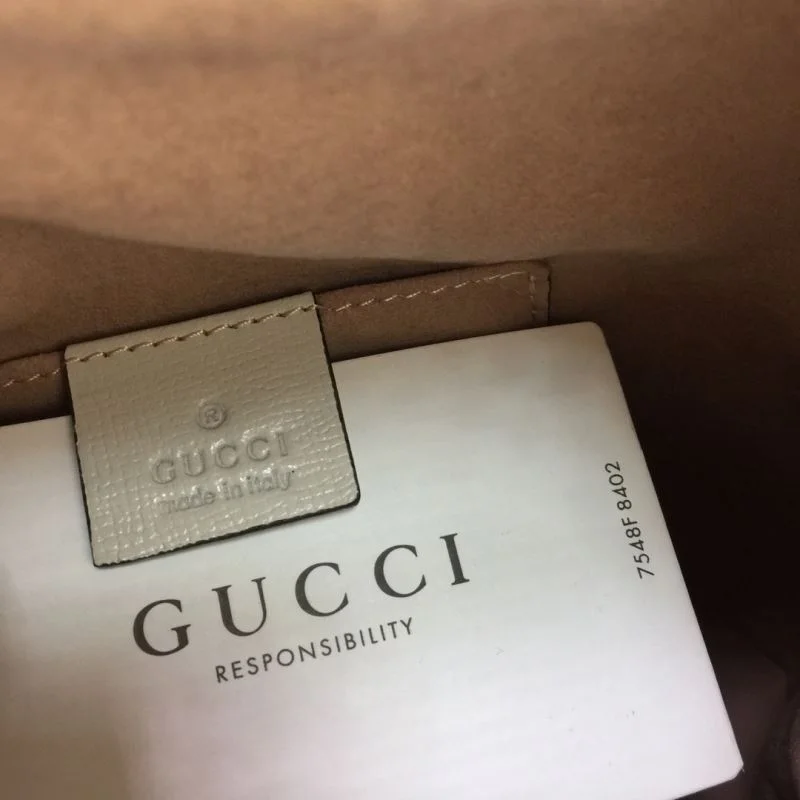 ®
GUCCI
made in italy
GUCCI
RESPONSIBILITY
7548F 8402